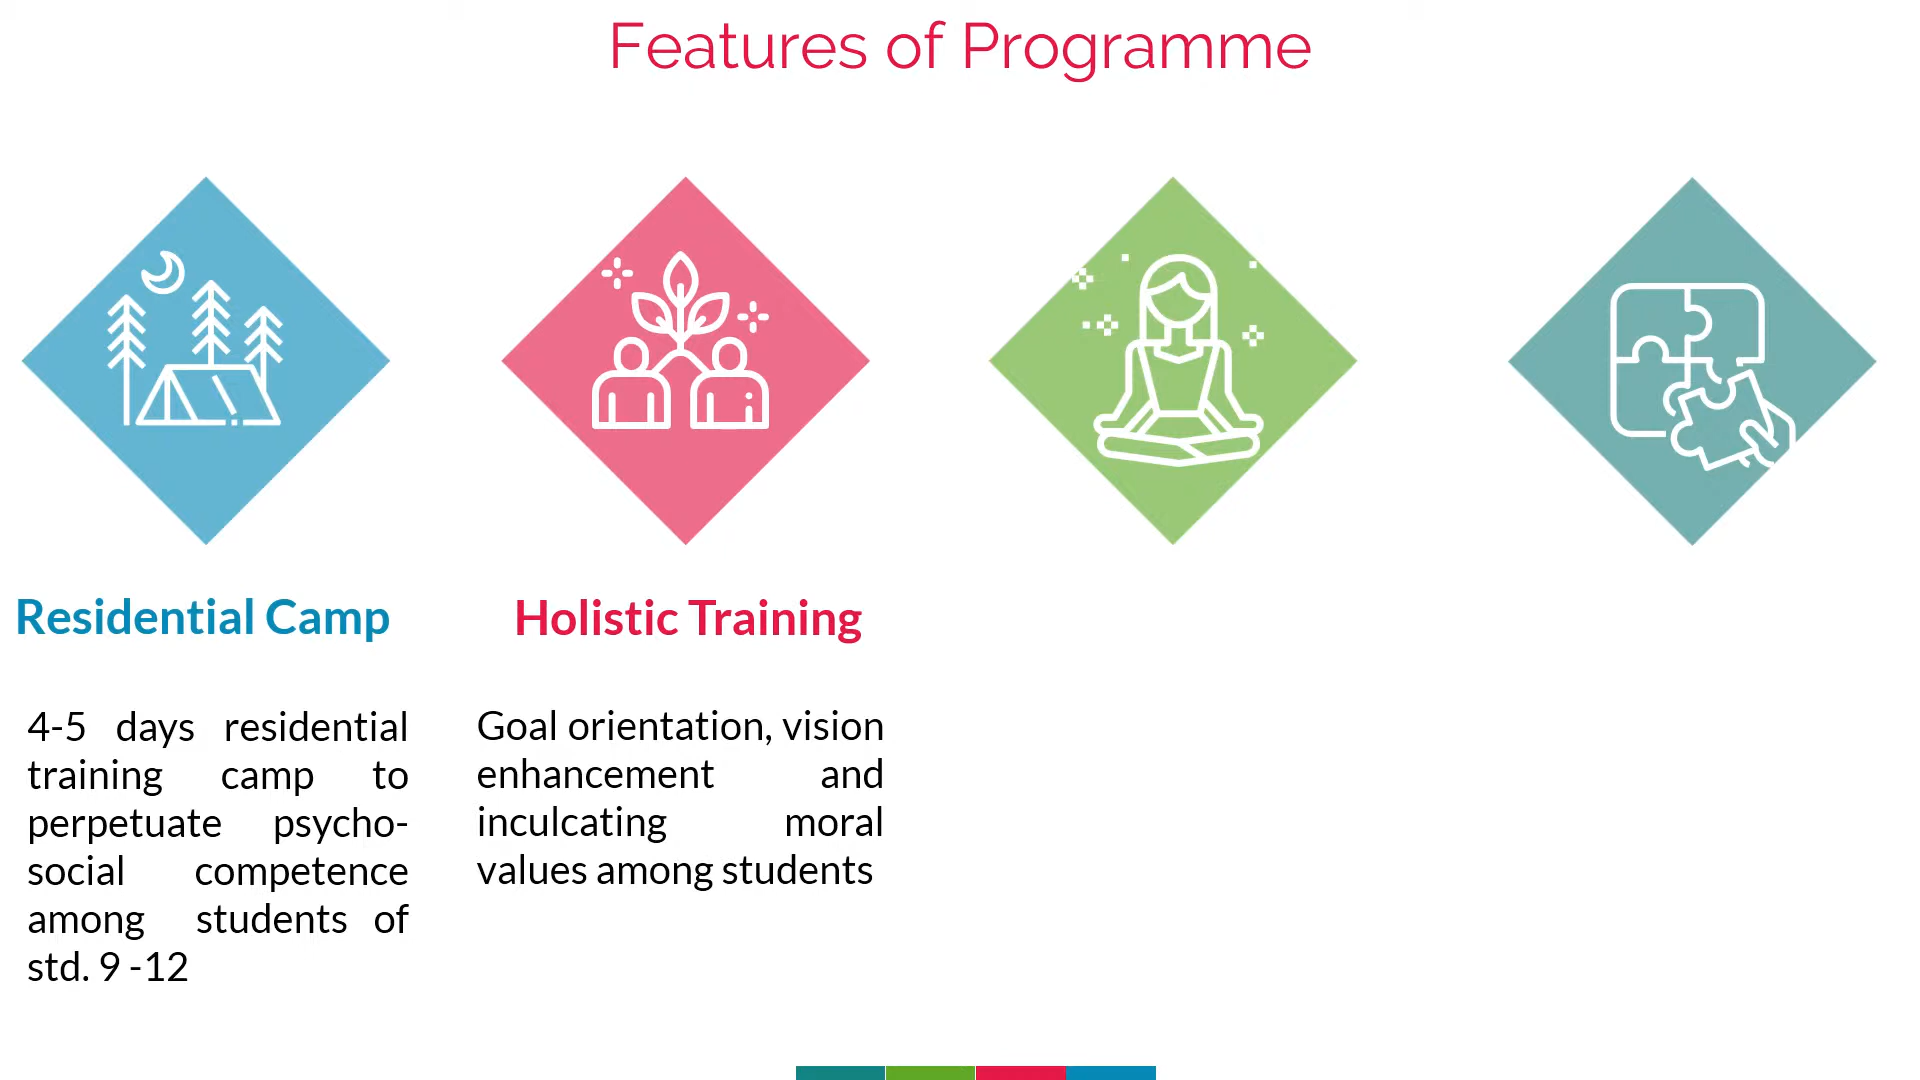 Features of Programme
Residential Camp
4-5 days residential
training camp to
perpetuate psycho-
social competence
among students of
std. 9 -12
Holistic Training
Goal orientation, vision
enhancement and
inculcating moral
values among students